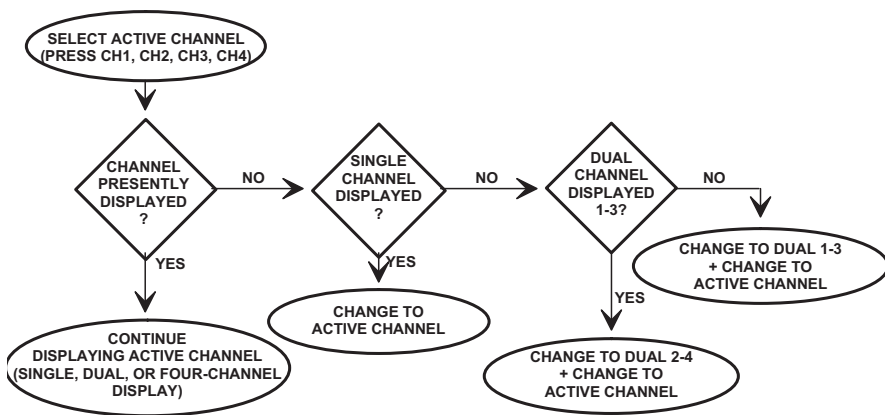 SELECT ACTIVE CHANNEL
(PRESS CH1, CH2, CH3, CH4)
CHANNEL
PRESENTLY
DISPLAYED
?
NO
YES
SINGLE
CHANNEL
DISPLAYED
?
NO
YES
DUAL
CHANNEL
DISPLAYED
1-3?
NO
YES
CONTINUE
DISPLAYING ACTIVE CHANNEL
(SINGLE, DUAL, OR FOUR-CHANNEL
DISPLAY)
CHANGE TO
ACTIVE CHANNEL
CHANGE TO DUAL 2-4
+ CHANGE TO
ACTIVE CHANNEL
CHANGE TO DUAL 1-3
+ CHANGE TO
ACTIVE CHANNEL